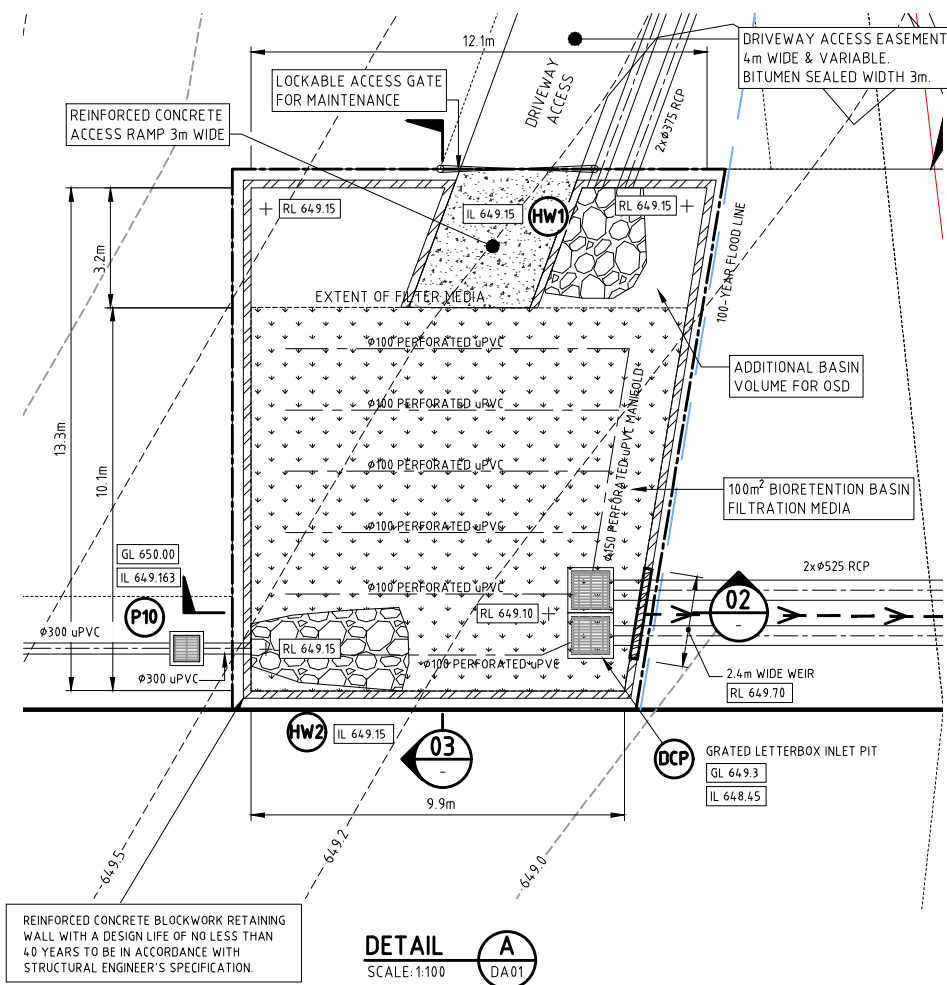 12.1m
DRIVEWAY ACCESS EASEMENT
4m WIDE & VARIABLE.
BITUMEN SEALED WIDTH 3m.
LOCKABLE ACCESS GATE
FOR MAINTENANCE
DRIVEWAY
ACCESS
2xø375 RCP
REINFORCED CONCRETE
ACCESS RAMP 3m WIDE
RL 649.15
IL 649.15
HW1
RL 649.15
3.2m
EXTENT OF FILTER MEDIA
100-YEAR FLOOD LINE
ø100 PERFORATED uPVC
ADDITIONAL BASIN
VOLUME FOR OSD
ø100 PERFORATED uPVC
13.3m
10.1m
ø100 PERFORATED uPVC
ø150 PERFORATED uPVC MANIFOLD
100m² BIORETENTION BASIN
FILTRATION MEDIA
ø100 PERFORATED uPVC
GL 650.00
IL 649.163
2xø525 RCP
ø100 PERFORATED uPVC
P10
RL 649.10
02
-
ø300 uPVC
RL 649.15
ø100 PERFORATED uPVC
ø300 uPVC
2.4m WIDE WEIR
RL 649.70
HW2
IL 649.15
03
-
DCP
GRATED LETTERBOX INLET PIT
GL 649.3
IL 648.45
9.9m
649.5
649.2
649.0
REINFORCED CONCRETE BLOCKWORK RETAINING
WALL WITH A DESIGN LIFE OF NO LESS THAN
40 YEARS TO BE IN ACCORDANCE WITH
STRUCTURAL ENGINEER'S SPECIFICATION.
DETAIL
A
SCALE: 1:100
DA01